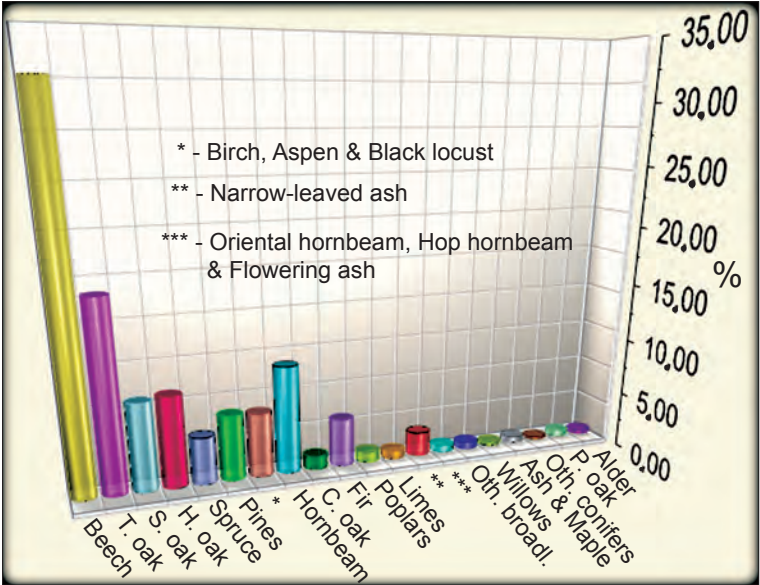 * - Birch, Aspen & Black locust
** - Narrow-leaved ash
*** - Oriental hornbeam, Hop hornbeam
& Flowering ash
35,00
30,00
25,00
20,00
%
15,00
10,00
5,00
0,00
Beech
T. oak
S. oak
H. oak
Spruce
Pines
*
Hornbeam
C. oak
Fir
Poplars
Limes
**
***
Oth. broadl.
Willows
Ash & Maple
Oth. conifers
P. oak
Alder